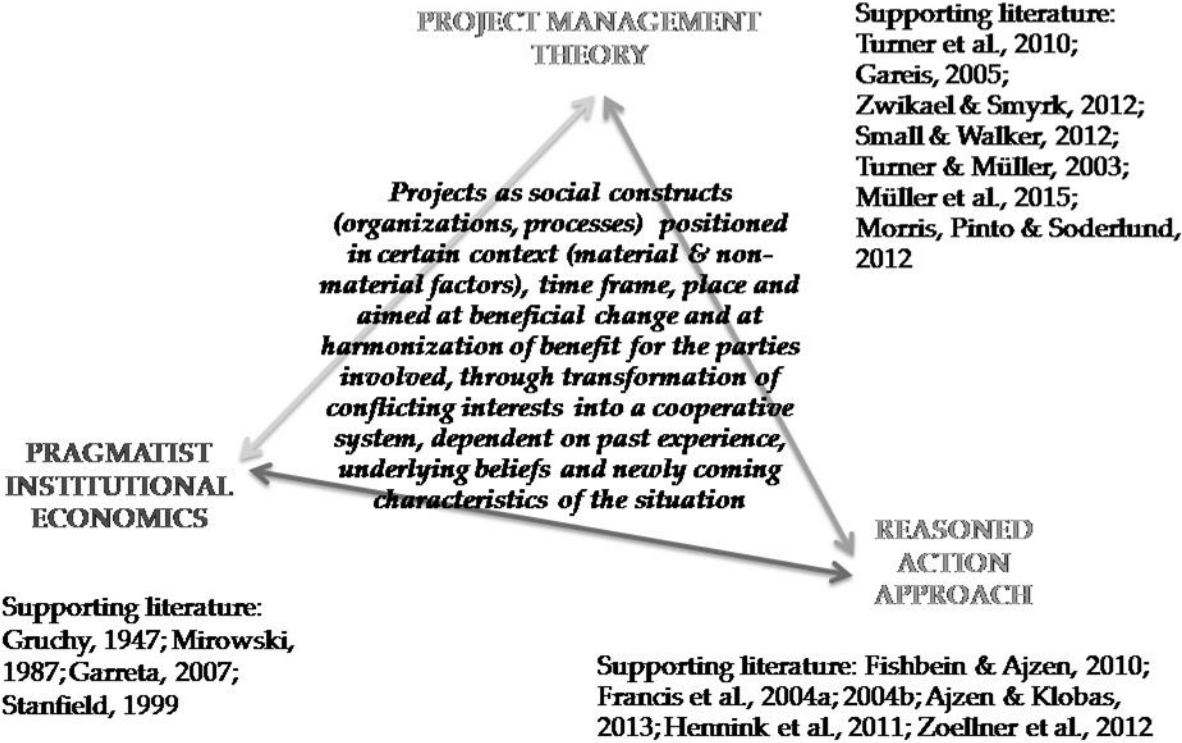 PROJECT MANAGEMENT
THEORY
Supporting literature:
Turner et al., 2010;
Gareis, 2005;
Zwikael & Smyrk, 2012;
Small & Walker, 2012;
Turner & Müller, 2003;
Müller et al., 2015;
Morris, Pinto & Soderlund,
2012
Projects as social constructs
(organizations, processes) positioned
in certain context (material & non-
material factors), time frame, place and
aimed at beneficial change and at
harmonization of benefit for the parties
involved, through transformation of
conflicting interests into a cooperative
system, dependent on past experience,
underlying beliefs and newly coming
characteristics of the situation
PRAGMATIST
INSTITUTIONAL
ECONOMICS
REASONED
ACTION
APPROACH
Supporting literature:
Gruchy, 1947; Mirowski,
1987; Garreta, 2007;
Stanfield, 1999
Supporting literature: Fishbein & Ajzen, 2010;
Francis et al., 2004a; 2004b; Ajzen & Klobas,
2013; Hennink et al., 2011; Zoellner et al., 2012